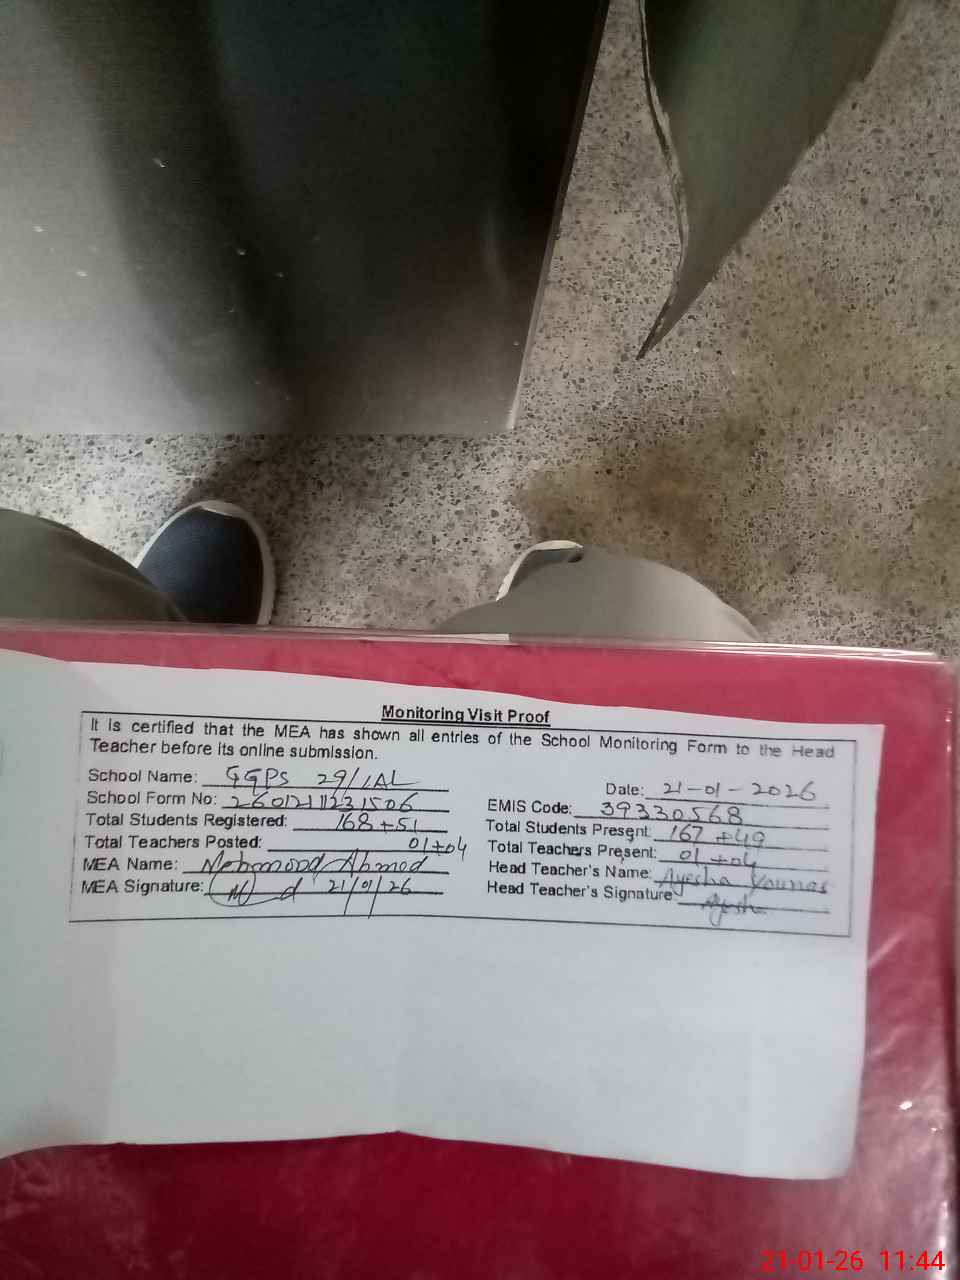 Monitoring Visit Proof
It is certified that the MEA has shown all entries of the School Monitoring Form to the Head
Teacher before its online submission.
School Name: GGPS 29/1AL Date: 21-01-2026
School Form No: 2601211231506 EMIS Code: 39330568
Total Students Registered: 168+51 Total Students Present: 167+49
Total Teachers Posted: 01+04 Total Teachers Present: 01+04
MEA Name: Mehmood Ahmed Head Teacher's Name: Ayesha Younas
MEA Signature: 21/01/26 Head Teacher's Signature: Ayesha
21-01-26 11:44